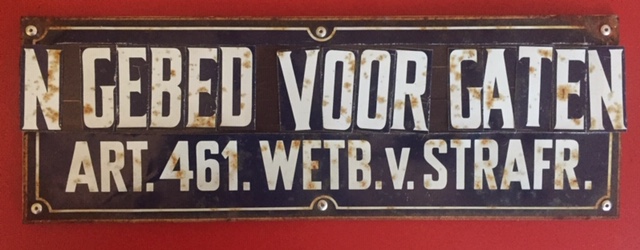 N GEBED VOOR GATEN
ART. 461. WETB. v. STRAFR.